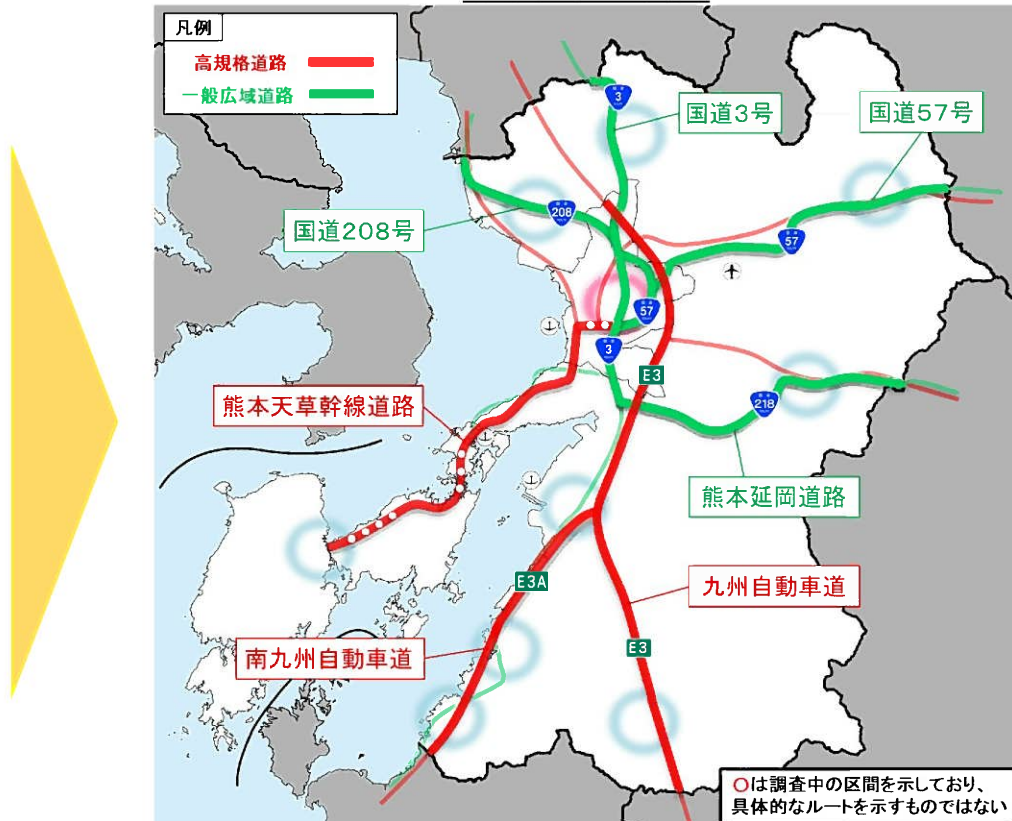 凡例
高規格道路
一般広域道路
3
国道3号
国道57号
208
国道208号
57
57
3
E3
218
熊本天草幹線道路
熊本延岡道路
E3A
九州自動車道
南九州自動車道
E3
○は調査中の区間を示しており、
具体的なルートを示すものではない